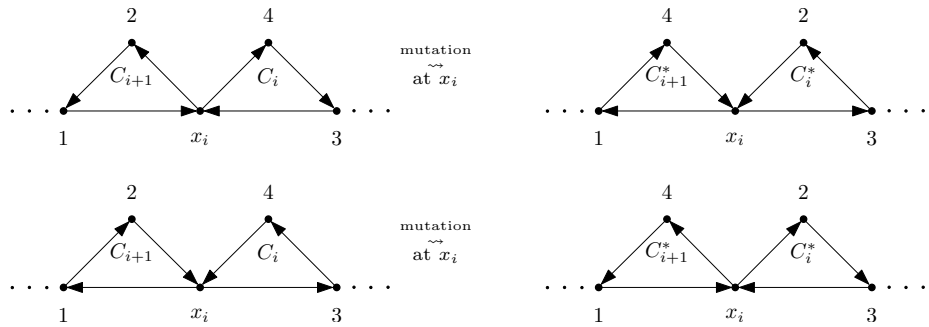 2 4 mutation 4 2
C_{i+1} C_i ⇝ C^*_{i+1} C^*_i
at x_i
1 x_i 3 1 x_i 3
2 4 mutation 4 2
C_{i+1} C_i ⇝ C^*_{i+1} C^*_i
at x_i
1 x_i 3 1 x_i 3